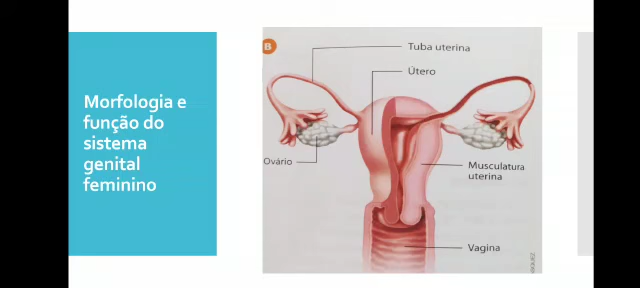 Morfologia e
função do
sistema
genital
feminino
B
Tuba uterina
Útero
Ovário
Musculatura
uterina
Vagina